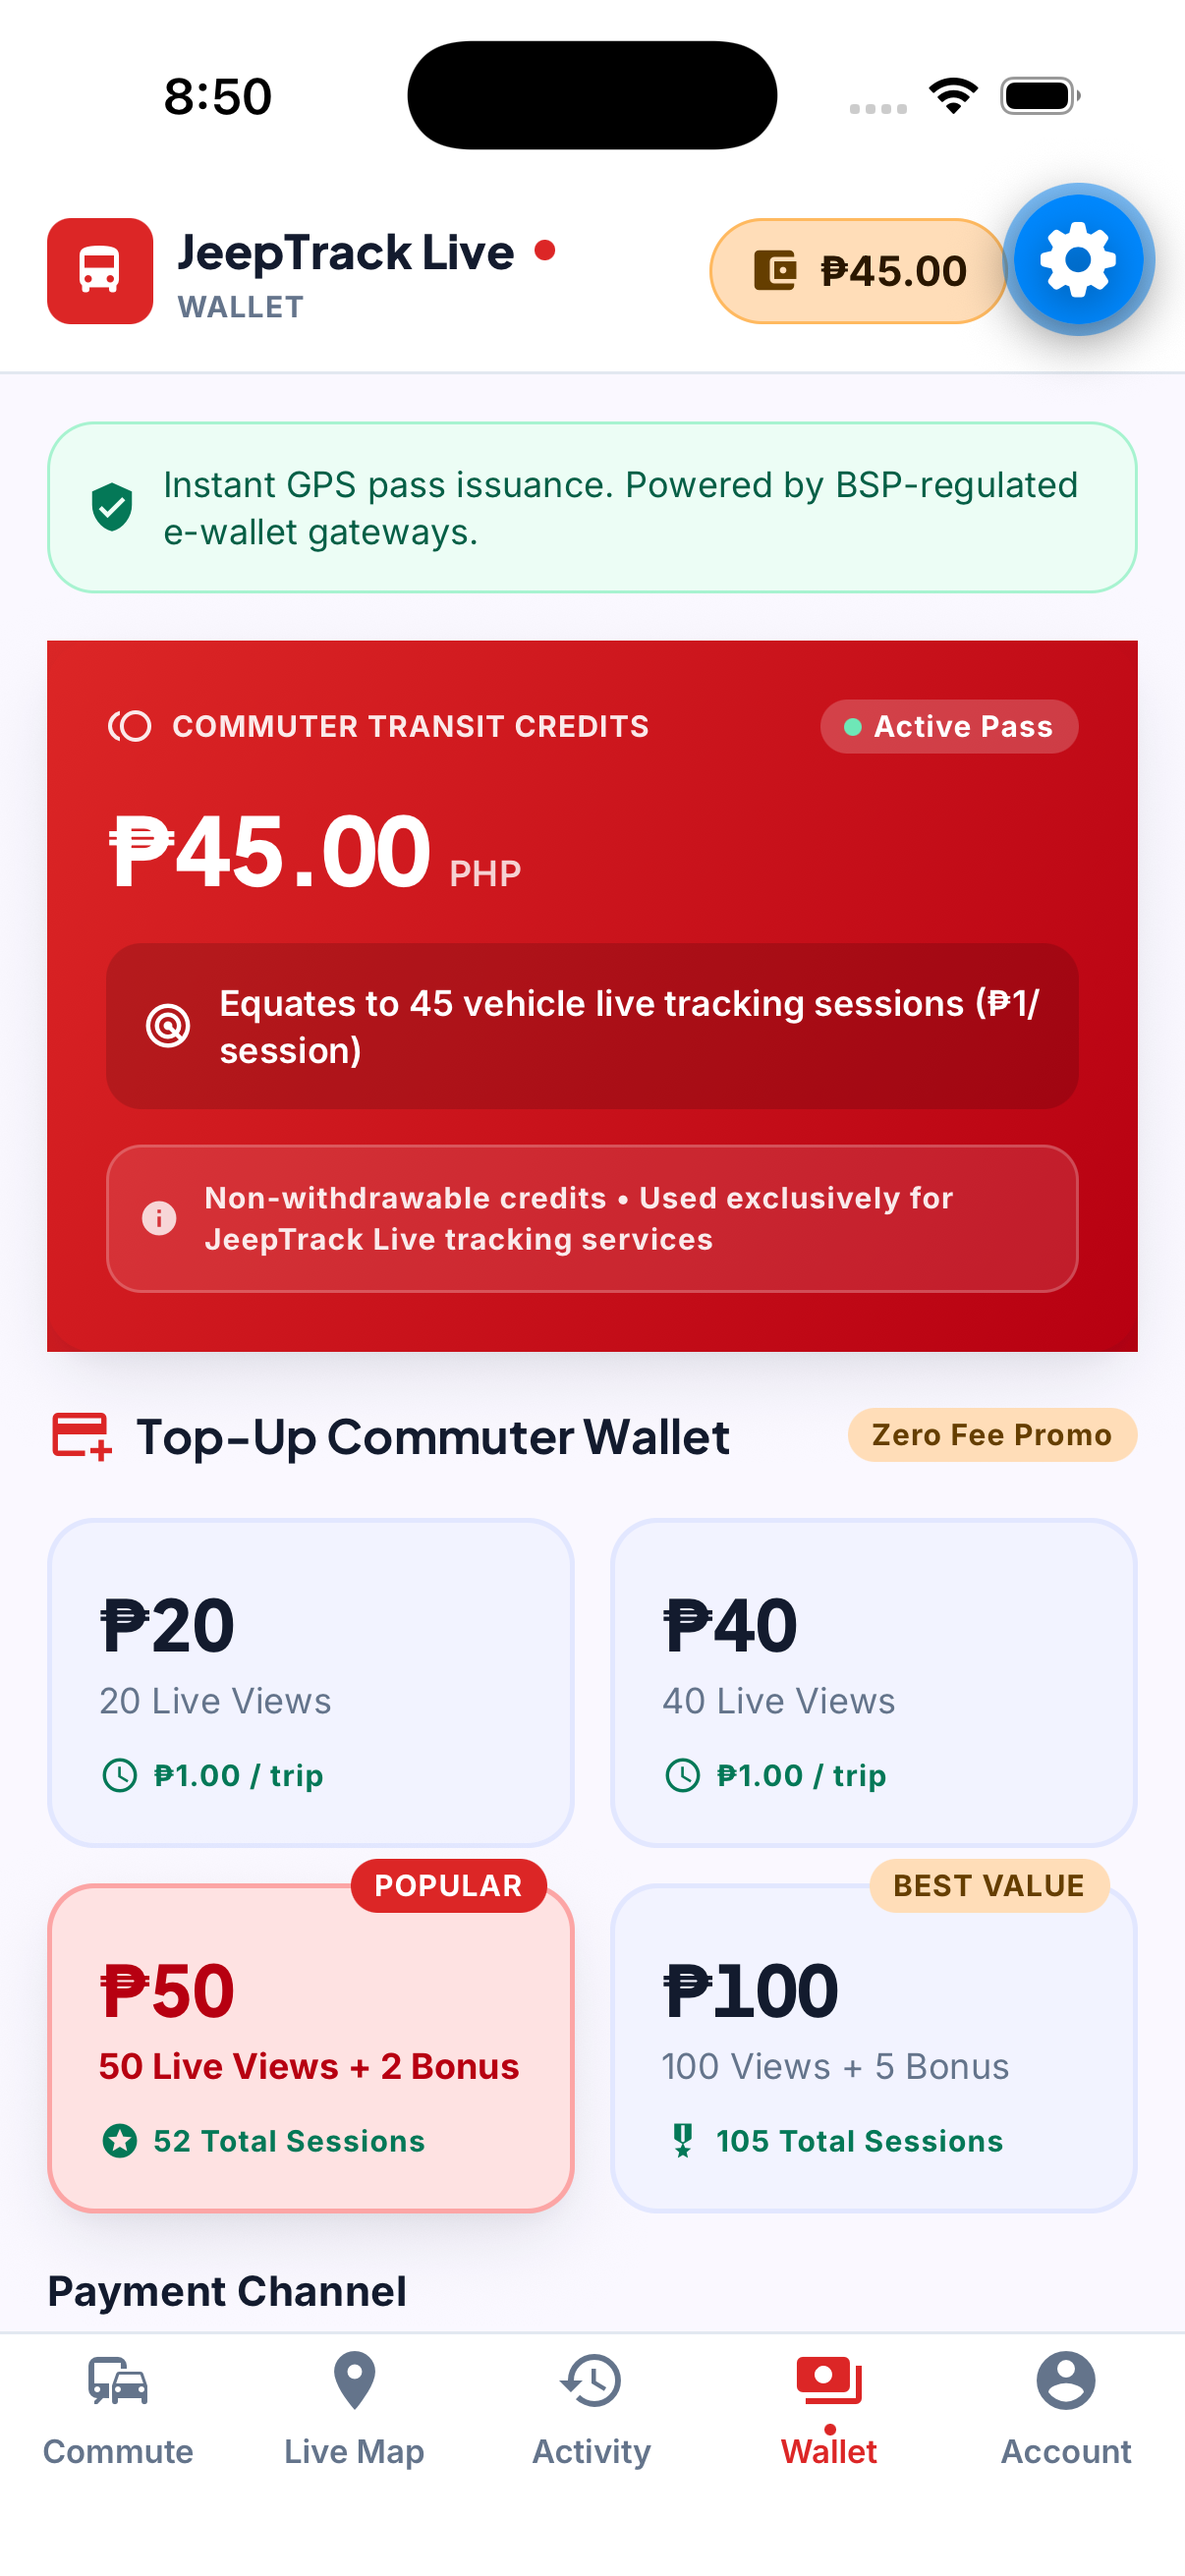 8:50
JeepTrack Live
WALLET
₱45.00
Instant GPS pass issuance. Powered by BSP-regulated
e-wallet gateways.
COMMUTER TRANSIT CREDITS
Active Pass
₱45.00 PHP
Equates to 45 vehicle live tracking sessions (₱1/
session)
Non-withdrawable credits • Used exclusively for
JeepTrack Live tracking services
Top-Up Commuter Wallet
Zero Fee Promo
₱20
20 Live Views
₱1.00 / trip
₱40
40 Live Views
₱1.00 / trip
POPULAR
₱50
50 Live Views + 2 Bonus
52 Total Sessions
BEST VALUE
₱100
100 Views + 5 Bonus
105 Total Sessions
Payment Channel
Commute
Live Map
Activity
Wallet
Account